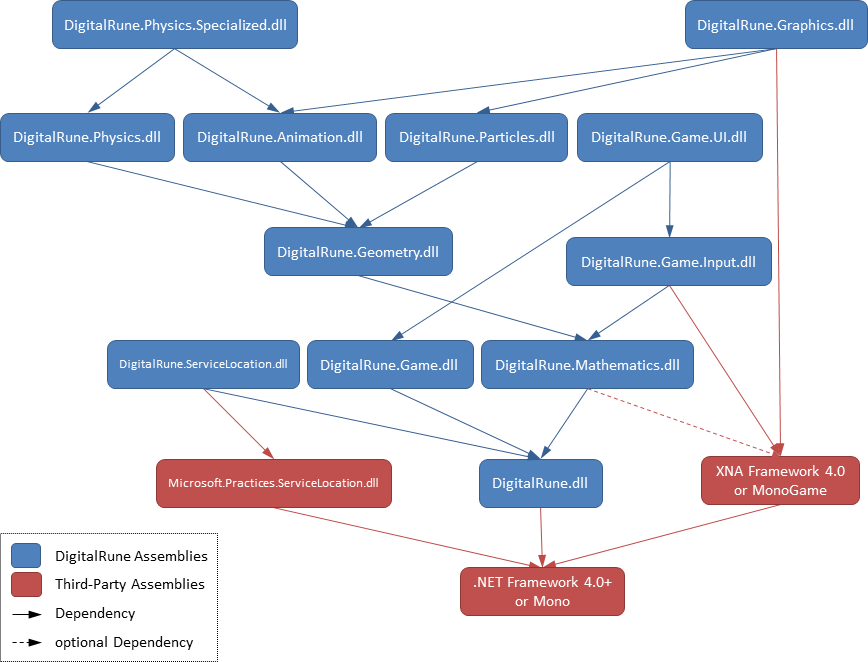 DigitalRune.Physics.Specialized.dll
DigitalRune.Graphics.dll
DigitalRune.Physics.dll
DigitalRune.Animation.dll
DigitalRune.Particles.dll
DigitalRune.Game.UI.dll
DigitalRune.Geometry.dll
DigitalRune.Game.Input.dll
DigitalRune.ServiceLocation.dll
DigitalRune.Game.dll
DigitalRune.Mathematics.dll
Microsoft.Practices.ServiceLocation.dll
DigitalRune.dll
XNA Framework 4.0
or MonoGame
.NET Framework 4.0+
or Mono
DigitalRune Assemblies
Third-Party Assemblies
Dependency
optional Dependency